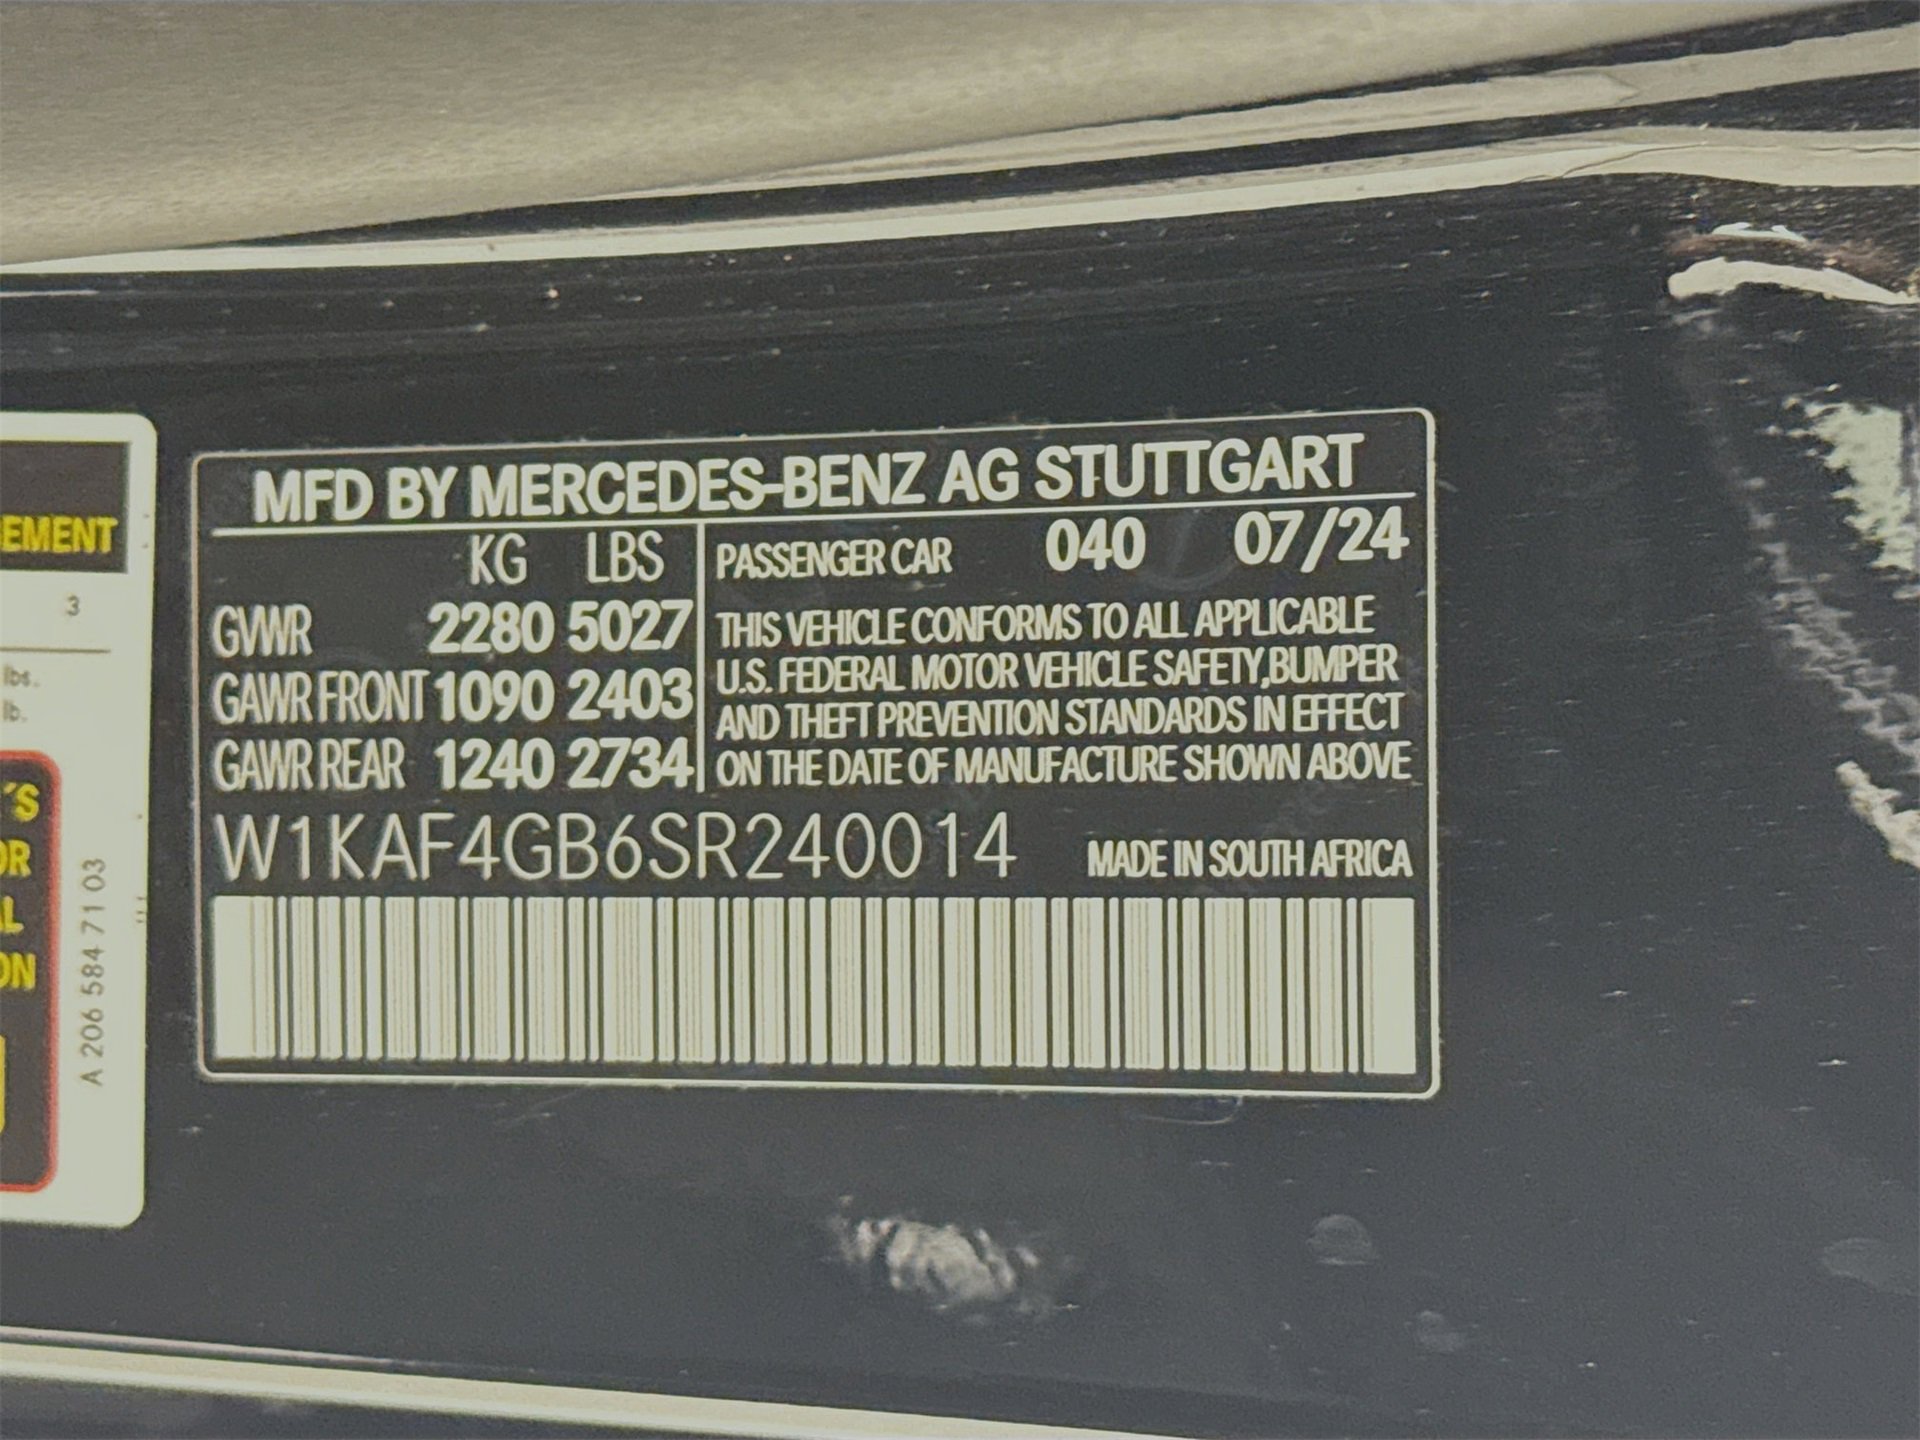 MFD BY MERCEDES-BENZ AG STUTTGART
KG LBS
GVWR 2280 5027
GAWR FRONT 1090 2403
GAWR REAR 1240 2734
PASSENGER CAR 040 07/24
THIS VEHICLE CONFORMS TO ALL APPLICABLE
U.S. FEDERAL MOTOR VEHICLE SAFETY,BUMPER
AND THEFT PREVENTION STANDARDS IN EFFECT
ON THE DATE OF MANUFACTURE SHOWN ABOVE
W1KAF4GB6SR240014 MADE IN SOUTH AFRICA
EMENT
3
lbs.
lb.
´S
OR
AL
ON
A 206 584 71 03